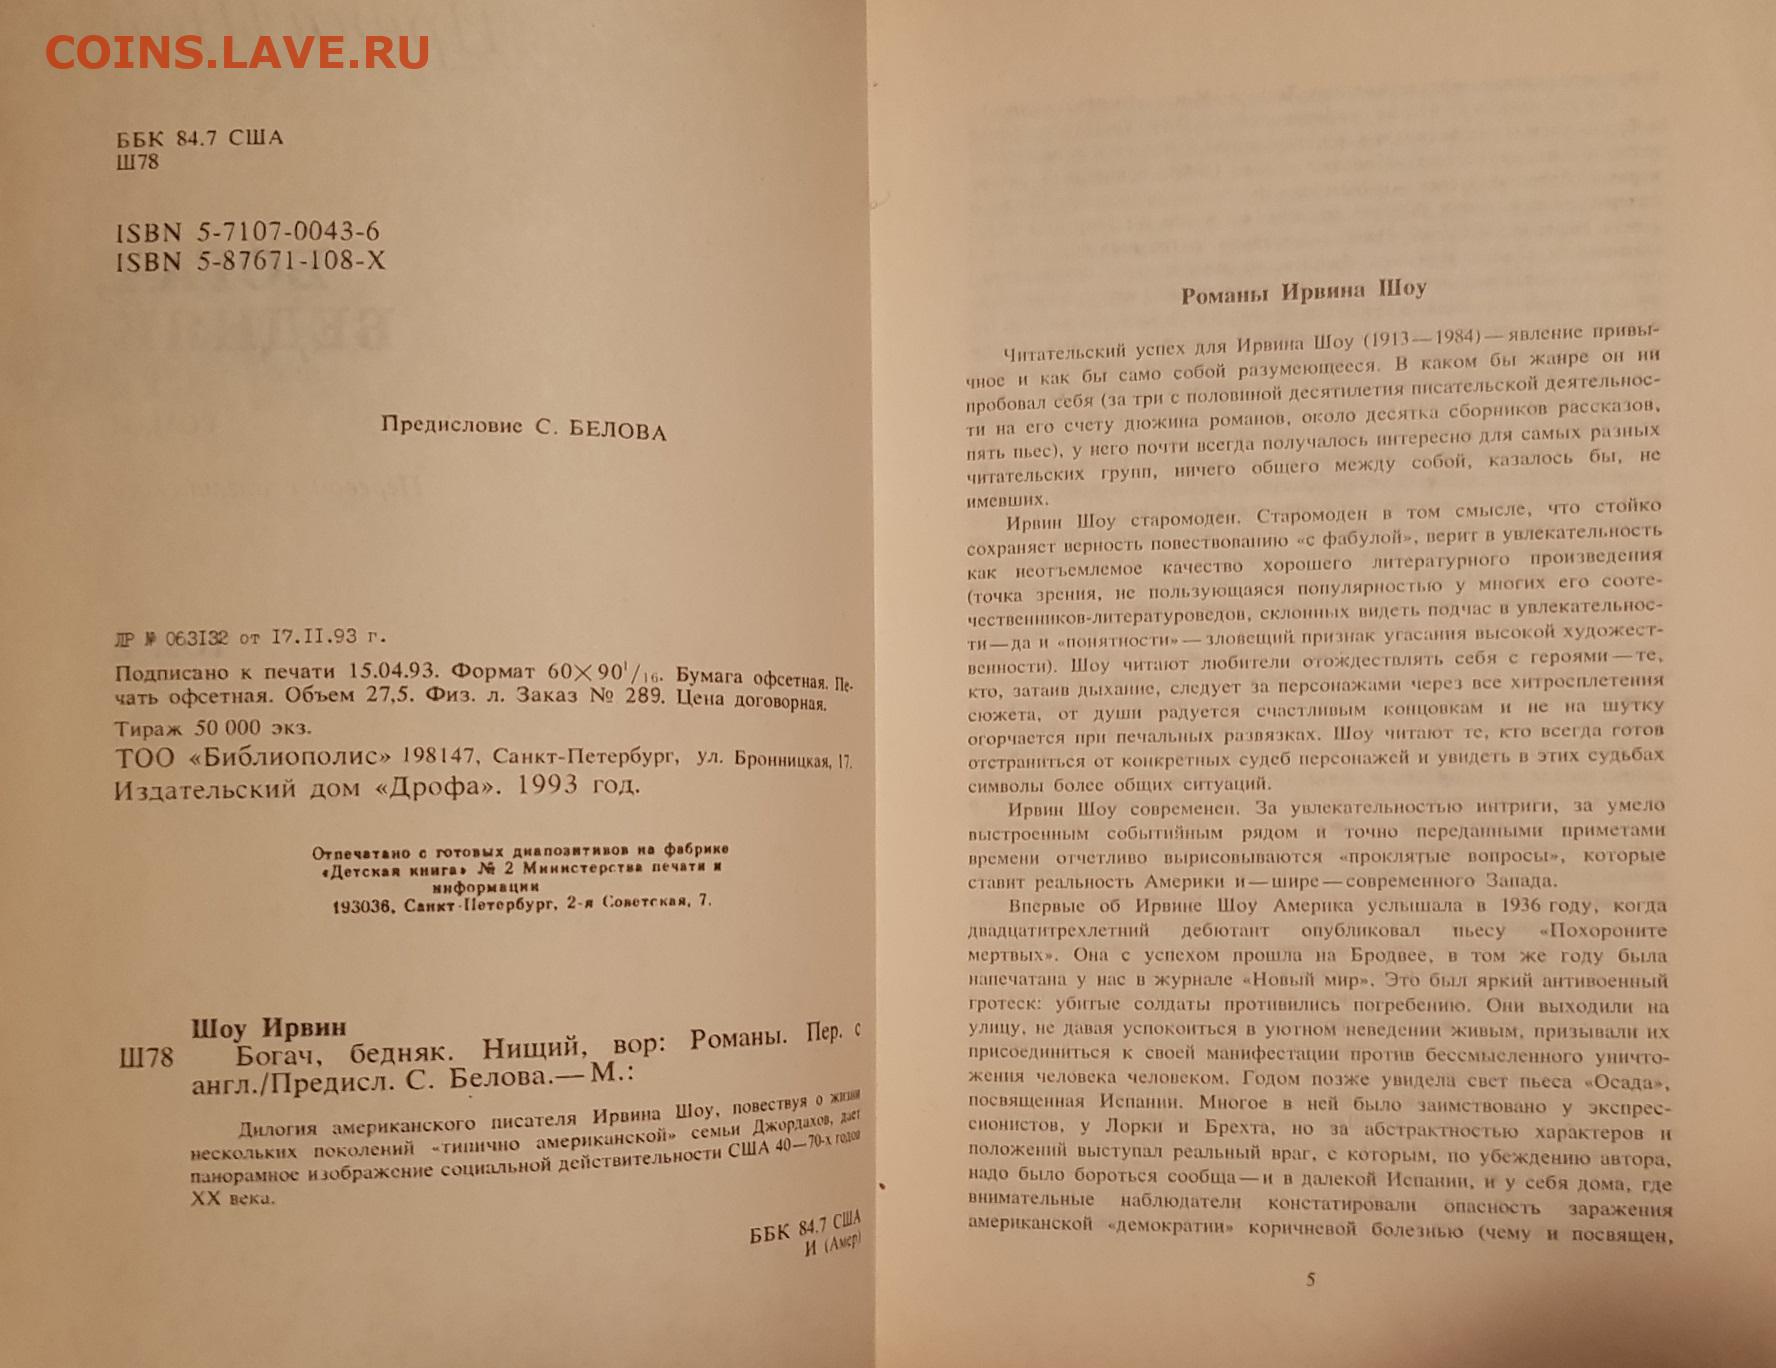 COINS.LAVE.RU
ББК 84.7 США
Ш78
ISBN 5-7107-0043-6
ISBN 5-87671-108-X
Предисловие С. БЕЛОВА
ЛР № 063I32 от I7.II.93 г.
Подписано к печати 15.04.93. Формат 60×90¹/₁₆. Бумага офсетная. Пе-
чать офсетная. Объем 27,5. Физ. л. Заказ № 289. Цена договорная.
Тираж 50 000 экз.
ТОО «Библиополис» 198147, Санкт-Петербург, ул. Бронницкая, 17.
Издательский дом «Дрофа». 1993 год.
Отпечатано с готовых диапозитивов на фабрике
«Детская книга» № 2 Министерства печати и
информации
193036, Санкт-Петербург, 2-я Советская, 7.
Шоу Ирвин
Ш78 Богач, бедняк. Нищий, вор: Романы. Пер. с
англ./Предисл. С. Белова.— М.:
Дилогия американского писателя Ирвина Шоу, повествуя о жизни
нескольких поколений «типично американской» семьи Джордахов, дает
панорамное изображение социальной действительности США 40—70-х годов
XX века.
ББК 84.7 США
И (Амер)
Романы Ирвина Шоу
Читательский успех для Ирвина Шоу (1913—1984)—явление привы-
чное и как бы само собой разумеющееся. В каком бы жанре он ни
пробовал себя (за три с половиной десятилетия писательской деятельнос-
ти на его счету дюжина романов, около десятка сборников рассказов,
пять пьес), у него почти всегда получалось интересно для самых разных
читательских групп, ничего общего между собой, казалось бы, не
имевших.
Ирвин Шоу старомоден. Старомоден в том смысле, что стойко
сохраняет верность повествованию «с фабулой», верит в увлекательность
как неотъемлемое качество хорошего литературного произведения
(точка зрения, не пользующаяся популярностью у многих его сооте-
чественников-литературоведов, склонных видеть подчас в увлекательнос-
ти—да и «понятности»—зловещий признак угасания высокой художест-
венности). Шоу читают любители отождествлять себя с героями—те,
кто, затаив дыхание, следует за персонажами через все хитросплетения
сюжета, от души радуется счастливым концовкам и не на шутку
огорчается при печальных развязках. Шоу читают те, кто всегда готов
отстраниться от конкретных судеб персонажей и увидеть в этих судьбах
символы более общих ситуаций.
Ирвин Шоу современен. За увлекательностью интриги, за умело
выстроенным событийным рядом и точно переданными приметами
времени отчетливо вырисовываются «проклятые вопросы», которые
ставит реальность Америки и—шире—современного Запада.
Впервые об Ирвине Шоу Америка услышала в 1936 году, когда
двадцатитрехлетний дебютант опубликовал пьесу «Похороните
мертвых». Она с успехом прошла на Бродвее, в том же году была
напечатана у нас в журнале «Новый мир». Это был яркий антивоенный
гротеск: убитые солдаты противились погребению. Они выходили на
улицу, не давая успокоиться в уютном неведении живым, призывали их
присоединиться к своей манифестации против бессмысленного уничто-
жения человека человеком. Годом позже увидела свет пьеса «Осада»,
посвященная Испании. Многое в ней было заимствовано у экспрес-
сионистов, у Лорки и Брехта, но за абстрактностью характеров и
положений выступал реальный враг, с которым, по убеждению автора,
надо было бороться сообща—и в далекой Испании, и у себя дома, где
внимательные наблюдатели констатировали опасность заражения
американской «демократии» коричневой болезнью (чему и посвящен,
5